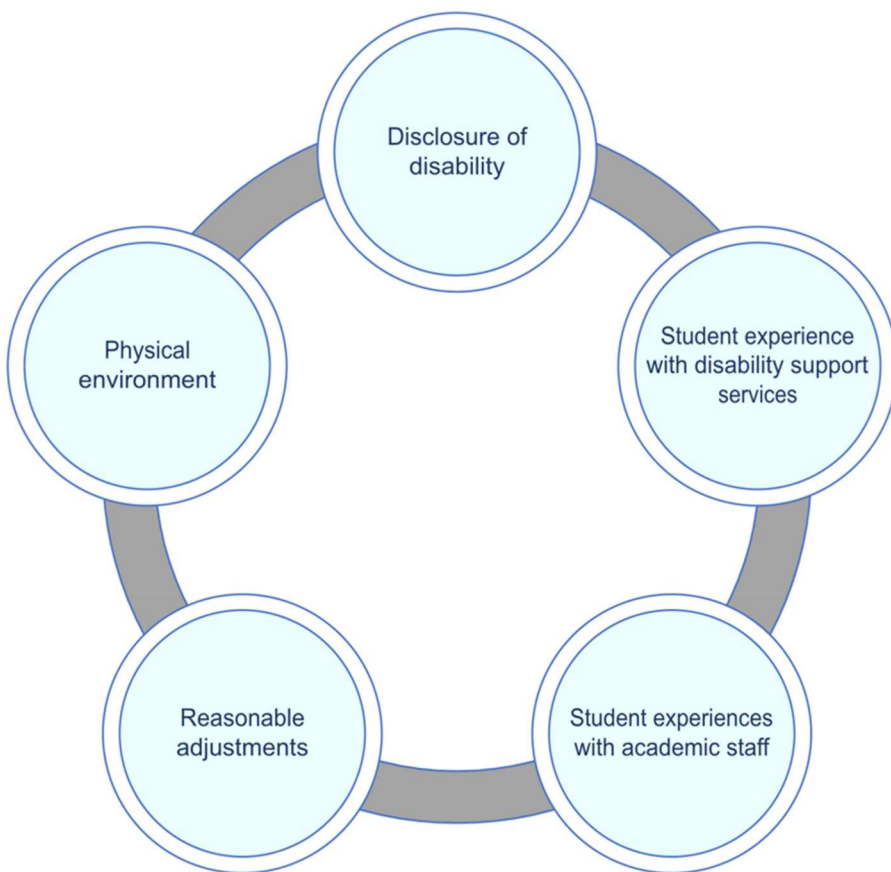 Disclosure of
disability
Student experience
with disability support
services
Student experiences
with academic staff
Reasonable
adjustments
Physical
environment